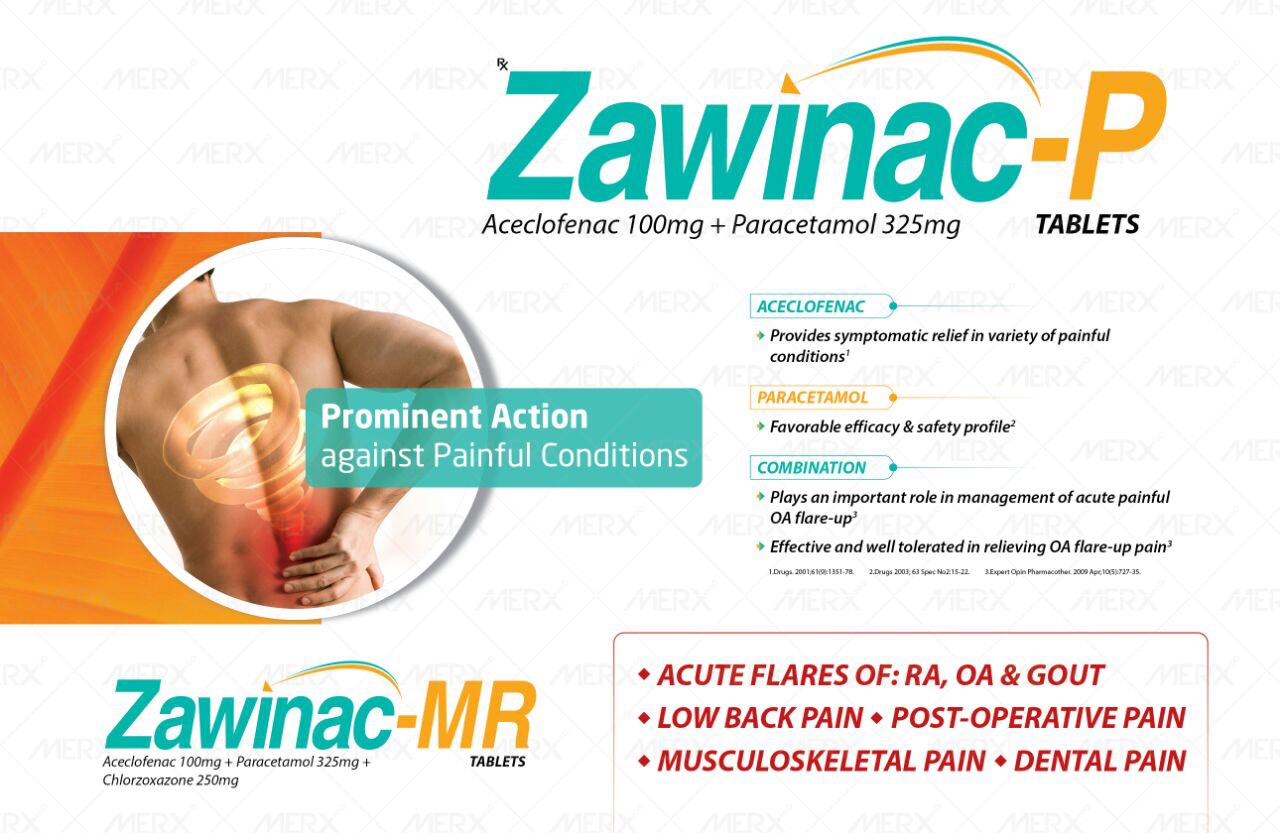 ℞
Zawinac-P
Aceclofenac 100mg + Paracetamol 325mg TABLETS
ACECLOFENAC
Provides symptomatic relief in variety of painful
conditions¹
PARACETAMOL
Favorable efficacy & safety profile²
COMBINATION
Plays an important role in management of acute painful
OA flare-up³
Effective and well tolerated in relieving OA flare-up pain³
1.Drugs. 2001;61(9):1351-78. 2.Drugs 2003; 63 Spec No2:15-22. 3.Expert Opin Pharmacother. 2009 Apr;10(5):727-35.
Prominent Action
against Painful Conditions
Zawinac-MR
Aceclofenac 100mg + Paracetamol 325mg + TABLETS
Chlorzoxazone 250mg
ACUTE FLARES OF: RA, OA & GOUT
LOW BACK PAIN ◆ POST-OPERATIVE PAIN
MUSCULOSKELETAL PAIN ◆ DENTAL PAIN
MERX